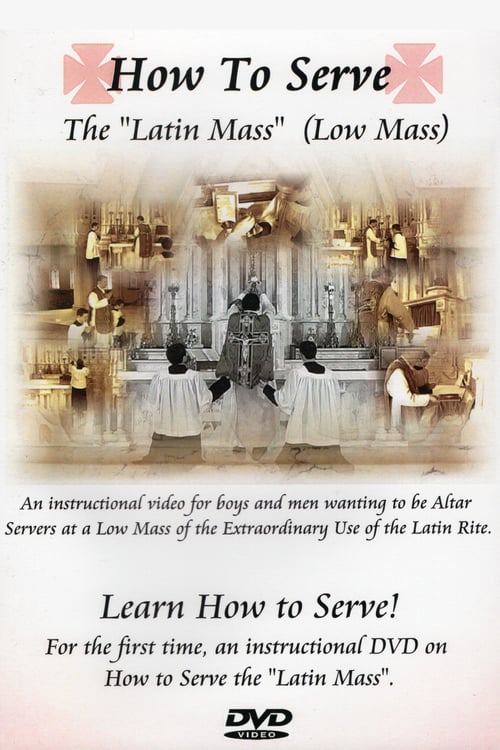 How To Serve
The "Latin Mass" (Low Mass)
An instructional video for boys and men wanting to be Altar
Servers at a Low Mass of the Extraordinary Use of the Latin Rite.
Learn How to Serve!
For the first time, an instructional DVD on
How to Serve the "Latin Mass".
DVD
VIDEO